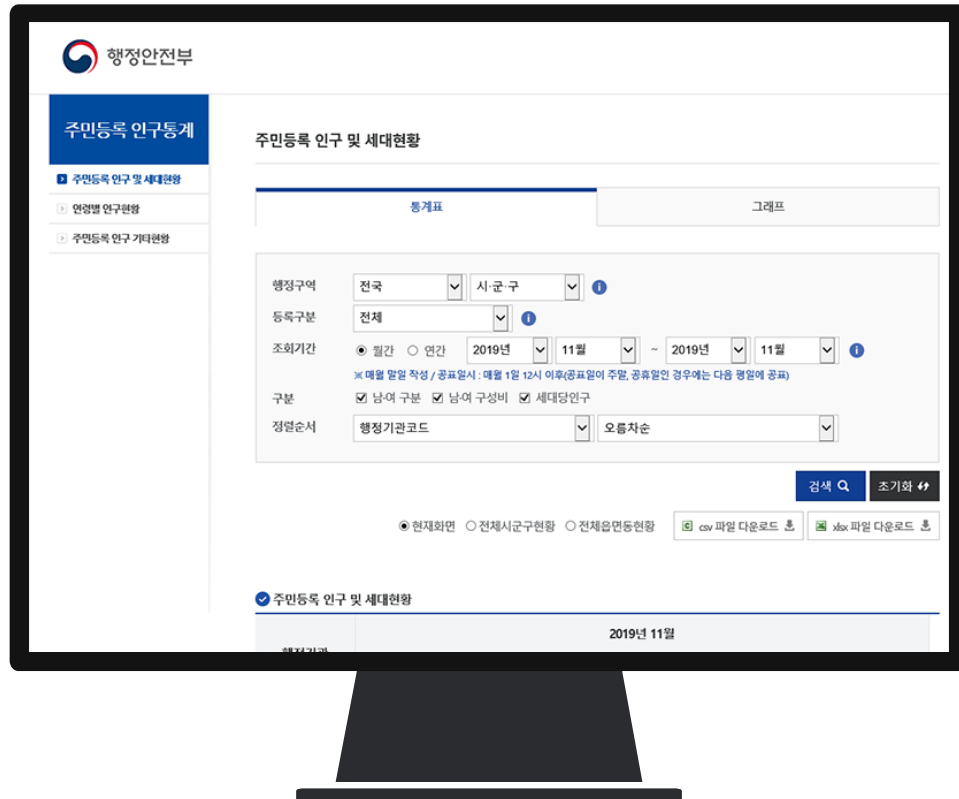 행정안전부
주민등록 인구통계
주민등록 인구 및 세대현황
연령별 인구현황
주민등록 인구 기타현황
주민등록 인구 및 세대현황
통계표 그래프
행정구역 전국 시·군·구
등록구분 전체
조회기간 월간 연간 2019년 11월 ~ 2019년 11월
※ 매월 말일 작성 / 공표일시 : 매월 1일 12시 이후(공표일이 주말, 공휴일인 경우에는 다음 평일에 공표)
구분 남·여 구분 남·여 구성비 세대당인구
정렬순서 행정기관코드 오름차순
검색 초기화
현재화면 전체시군구현황 전체읍면동현황 csv 파일 다운로드 xlsx 파일 다운로드
주민등록 인구 및 세대현황
2019년 11월
행정기관